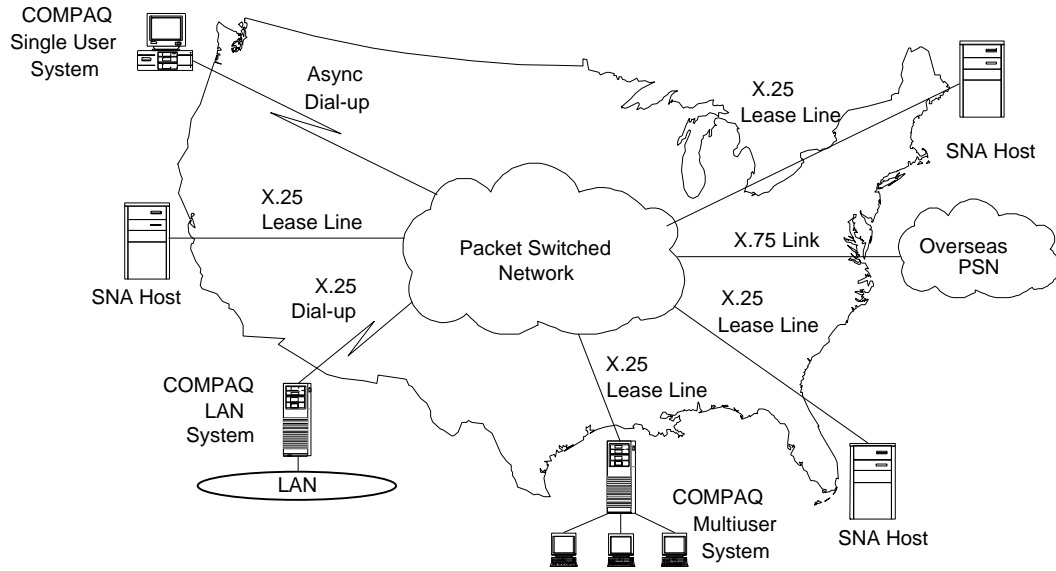 COMPAQ
Single User
System
Async
Dial-up
X.25
Lease Line
SNA Host
X.25
Lease Line
SNA Host
Packet Switched
Network
X.75 Link
Overseas
PSN
X.25
Dial-up
X.25
Lease Line
COMPAQ
LAN
System
LAN
X.25
Lease Line
COMPAQ
Multiuser
System
SNA Host